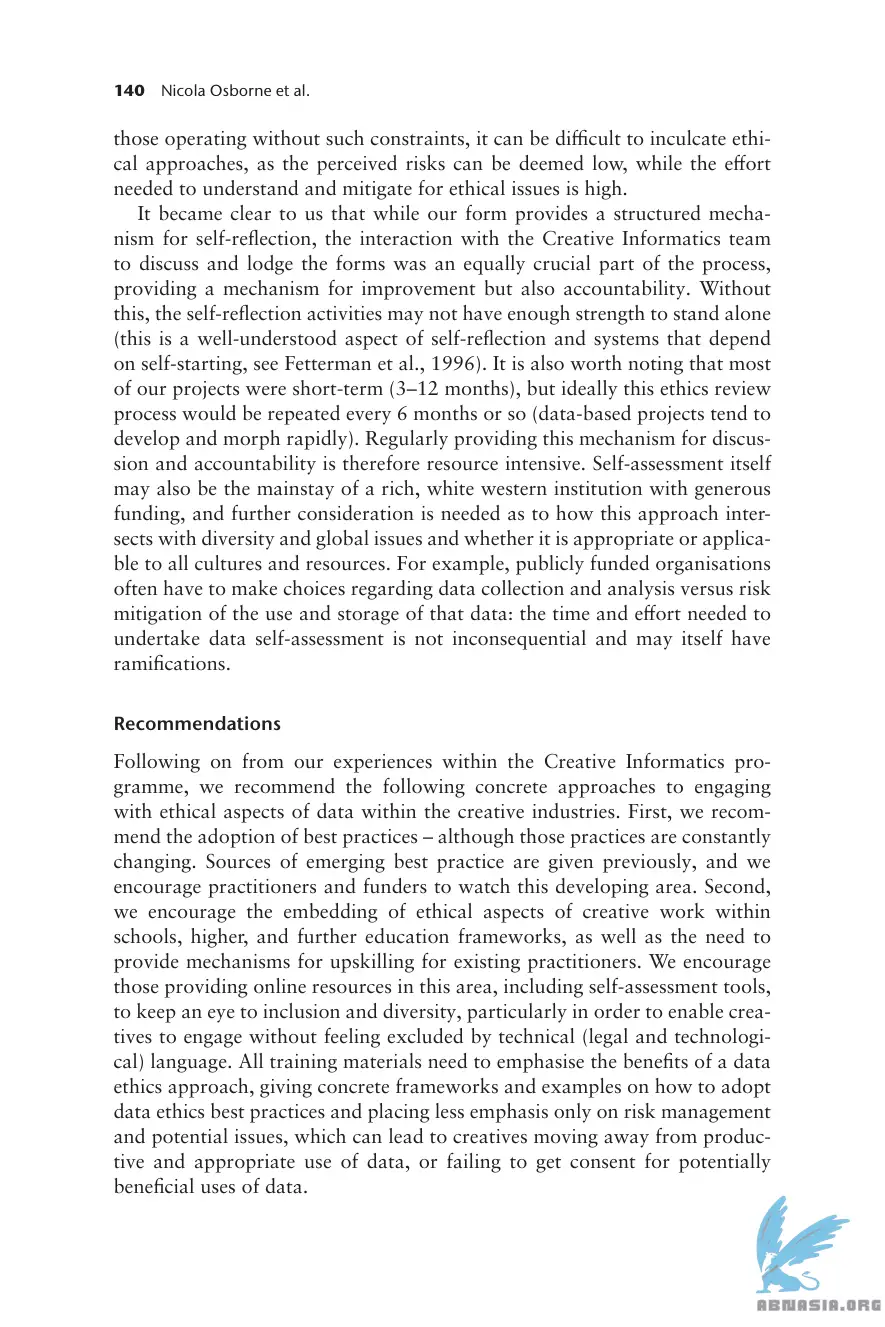 140 Nicola Osborne et al.
those operating without such constraints, it can be difficult to inculcate ethi-
cal approaches, as the perceived risks can be deemed low, while the effort
needed to understand and mitigate for ethical issues is high.
It became clear to us that while our form provides a structured mecha-
nism for self-reflection, the interaction with the Creative Informatics team
to discuss and lodge the forms was an equally crucial part of the process,
providing a mechanism for improvement but also accountability. Without
this, the self-reflection activities may not have enough strength to stand alone
(this is a well-understood aspect of self-reflection and systems that depend
on self-starting, see Fetterman et al., 1996). It is also worth noting that most
of our projects were short-term (3–12 months), but ideally this ethics review
process would be repeated every 6 months or so (data-based projects tend to
develop and morph rapidly). Regularly providing this mechanism for discus-
sion and accountability is therefore resource intensive. Self-assessment itself
may also be the mainstay of a rich, white western institution with generous
funding, and further consideration is needed as to how this approach inter-
sects with diversity and global issues and whether it is appropriate or applica-
ble to all cultures and resources. For example, publicly funded organisations
often have to make choices regarding data collection and analysis versus risk
mitigation of the use and storage of that data: the time and effort needed to
undertake data self-assessment is not inconsequential and may itself have
ramifications.
Recommendations
Following on from our experiences within the Creative Informatics pro-
gramme, we recommend the following concrete approaches to engaging
with ethical aspects of data within the creative industries. First, we recom-
mend the adoption of best practices – although those practices are constantly
changing. Sources of emerging best practice are given previously, and we
encourage practitioners and funders to watch this developing area. Second,
we encourage the embedding of ethical aspects of creative work within
schools, higher, and further education frameworks, as well as the need to
provide mechanisms for upskilling for existing practitioners. We encourage
those providing online resources in this area, including self-assessment tools,
to keep an eye to inclusion and diversity, particularly in order to enable crea-
tives to engage without feeling excluded by technical (legal and technologi-
cal) language. All training materials need to emphasise the benefits of a data
ethics approach, giving concrete frameworks and examples on how to adopt
data ethics best practices and placing less emphasis only on risk management
and potential issues, which can lead to creatives moving away from produc-
tive and appropriate use of data, or failing to get consent for potentially
beneficial uses of data.
ABNASIA.ORG